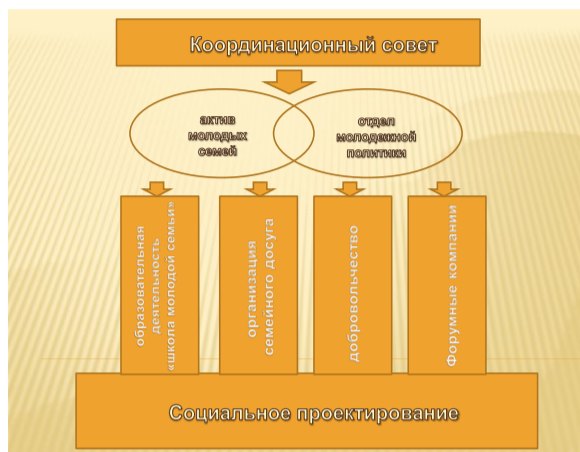 Координационный совет
актив
молодых
семей
отдел
молодежной
политики
образовательная
деятельность
«школа молодой семьи»
организация
семейного досуга
добровольчество
Форумные компании
Социальное проектирование